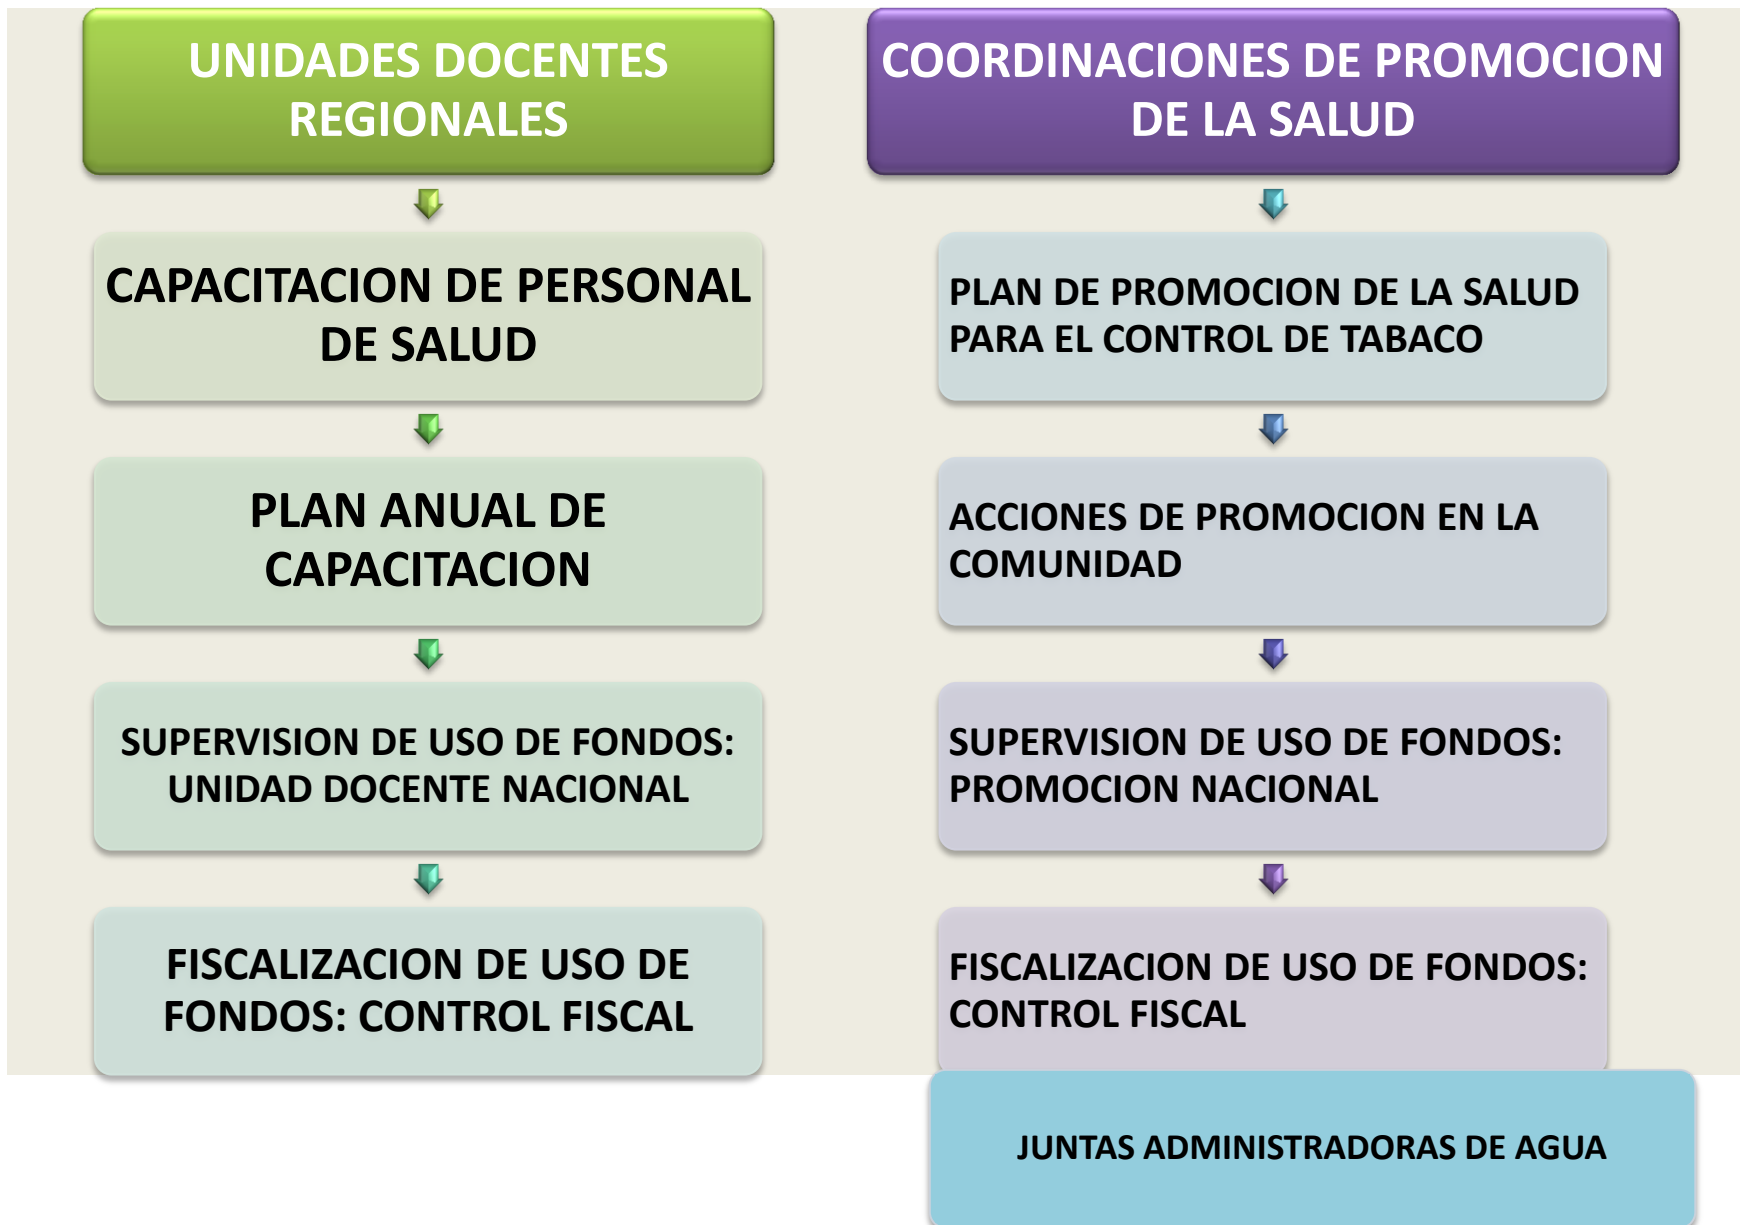 UNIDADES DOCENTES
REGIONALES
CAPACITACION DE PERSONAL
DE SALUD
PLAN ANUAL DE
CAPACITACION
SUPERVISION DE USO DE FONDOS:
UNIDAD DOCENTE NACIONAL
FISCALIZACION DE USO DE
FONDOS: CONTROL FISCAL
COORDINACIONES DE PROMOCION
DE LA SALUD
PLAN DE PROMOCION DE LA SALUD
PARA EL CONTROL DE TABACO
ACCIONES DE PROMOCION EN LA
COMUNIDAD
SUPERVISION DE USO DE FONDOS:
PROMOCION NACIONAL
FISCALIZACION DE USO DE FONDOS:
CONTROL FISCAL
JUNTAS ADMINISTRADORAS DE AGUA